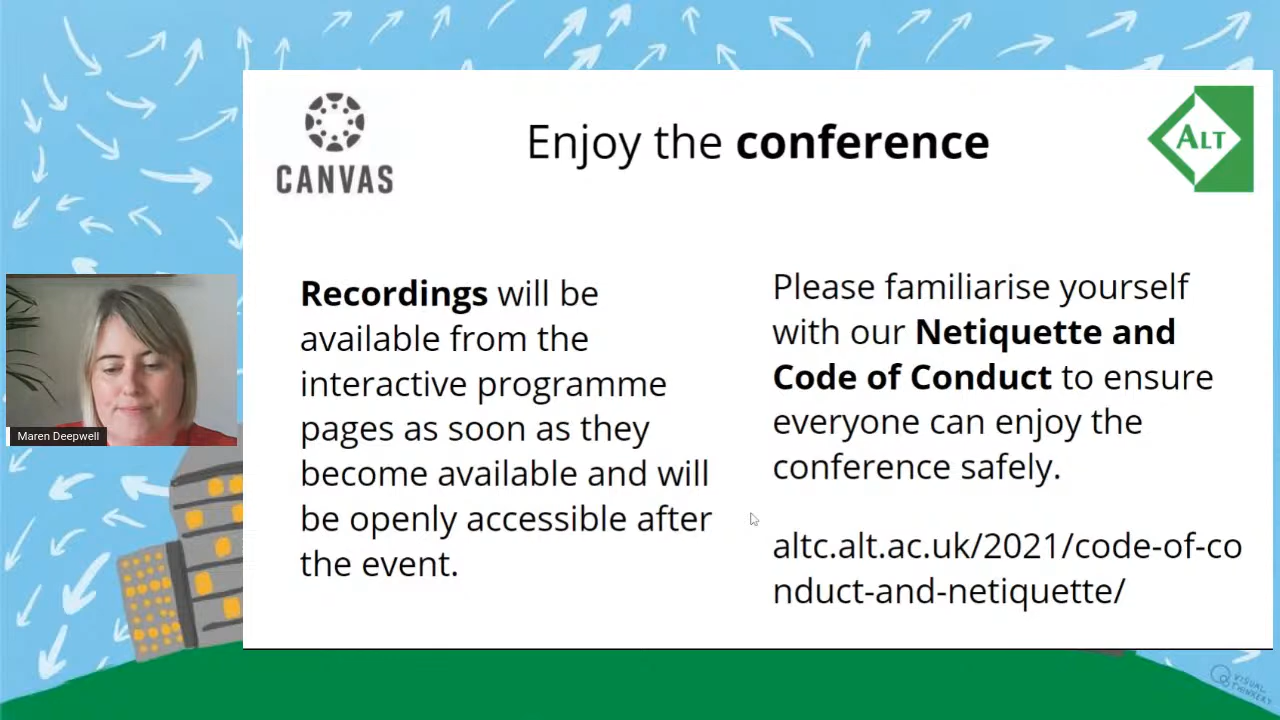 CANVAS
Enjoy the conference
ALT
Recordings will be
available from the
interactive programme
pages as soon as they
become available and will
be openly accessible after
the event.
Please familiarise yourself
with our Netiquette and
Code of Conduct to ensure
everyone can enjoy the
conference safely.
altc.alt.ac.uk/2021/code-of-co
nduct-and-netiquette/
Maren Deepwell
VISUAL
THINKERY